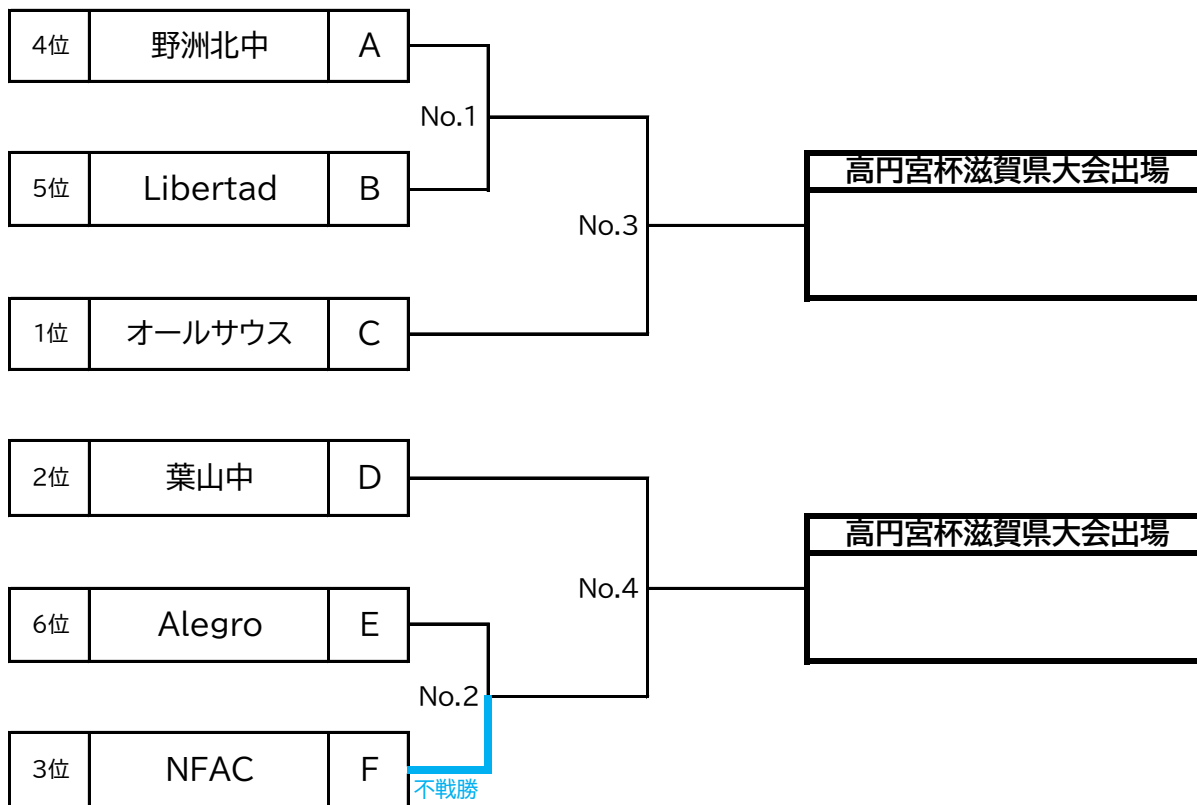 4位 野洲北中 A
No.1
5位 Libertad B
高円宮杯滋賀県大会出場
No.3
1位 オールサウス C
2位 葉山中 D
高円宮杯滋賀県大会出場
No.4
6位 Alegro E
No.2
3位 NFAC F
不戦勝